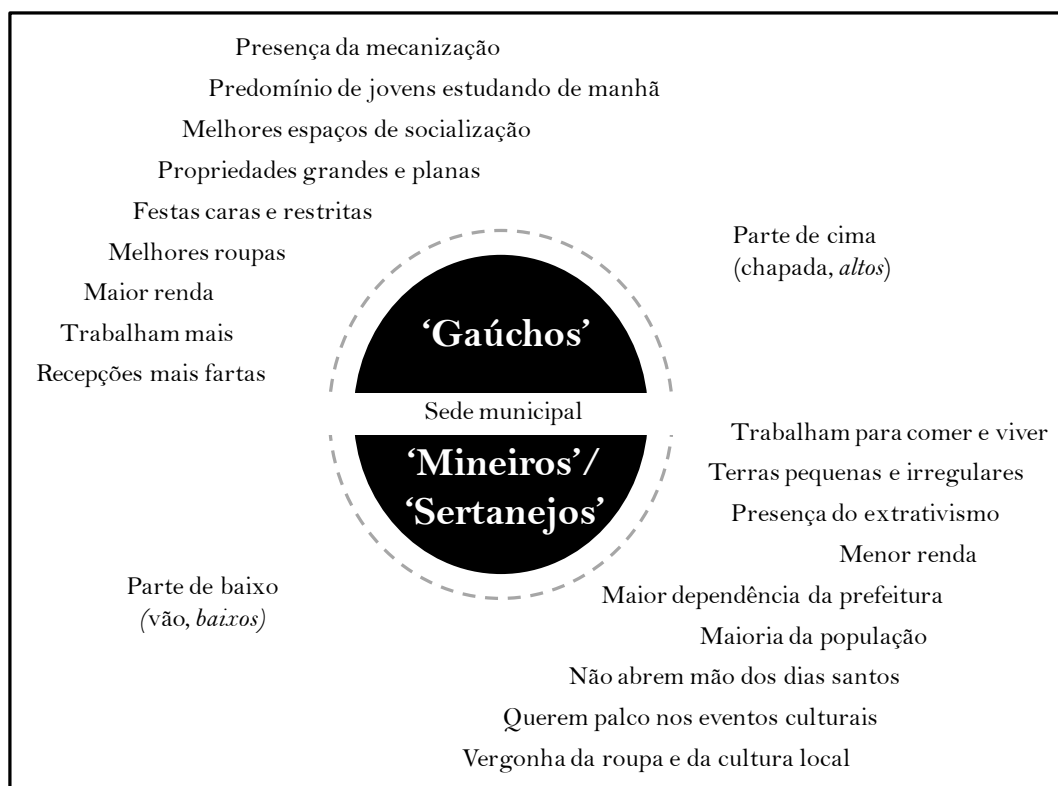 Presença da mecanização
Predomínio de jovens estudando de manhã
Melhores espaços de socialização
Propriedades grandes e planas
Festas caras e restritas
Melhores roupas
Maior renda
Trabalham mais
Recepções mais fartas
Parte de cima
(chapada, altos)
‘Gaúchos’
Sede municipal
‘Mineiros’/
‘Sertanejos’
Parte de baixo
(vão, baixos)
Trabalham para comer e viver
Terras pequenas e irregulares
Presença do extrativismo
Menor renda
Maior dependência da prefeitura
Maioria da população
Não abrem mão dos dias santos
Querem palco nos eventos culturais
Vergonha da roupa e da cultura local